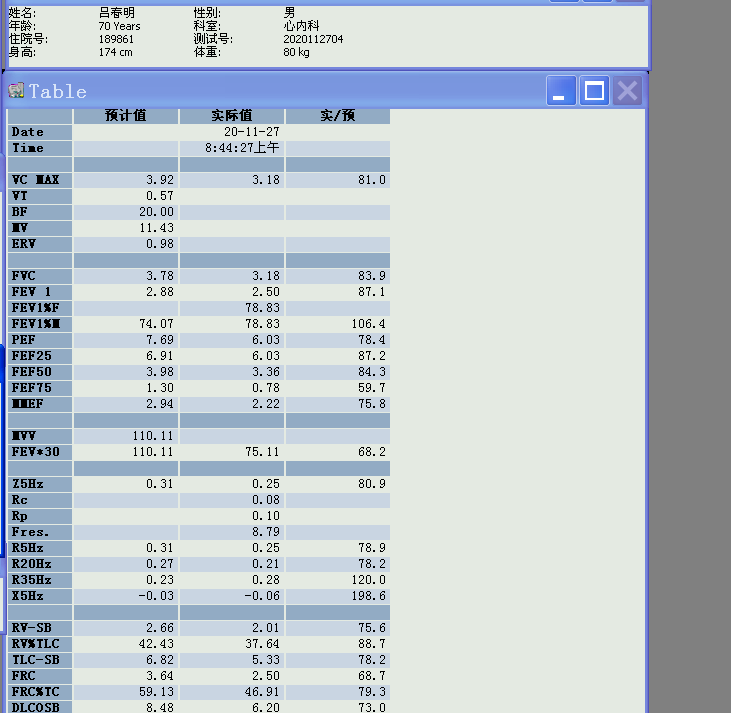 姓名: 吕春明 性别: 男
年龄: 70 Years 科室: 心内科
住院号: 189861 测试号: 2020112704
身高: 174 cm 体重: 80 kg
Table
预计值 实际值 实/预
Date 20-11-27
Time 8:44:27上午
VC MAX 3.92 3.18 81.0
VT 0.57
BF 20.00
MV 11.43
ERV 0.98
FVC 3.78 3.18 83.9
FEV 1 2.88 2.50 87.1
FEV1%F 78.83
FEV1%M 74.07 78.83 106.4
PEF 7.69 6.03 78.4
FEF25 6.91 6.03 87.2
FEF50 3.98 3.36 84.3
FEF75 1.30 0.78 59.7
MMEF 2.94 2.22 75.8
MVV 110.11
FEV*30 110.11 75.11 68.2
Z5Hz 0.31 0.25 80.9
Rc 0.08
Rp 0.10
Fres. 8.79
R5Hz 0.31 0.25 78.9
R20Hz 0.27 0.21 78.2
R35Hz 0.23 0.28 120.0
X5Hz -0.03 -0.06 198.6
RV-SB 2.66 2.01 75.6
RV%TLC 42.43 37.64 88.7
TLC-SB 6.82 5.33 78.2
FRC 3.64 2.50 68.7
FRC%TC 59.13 46.91 79.3
DLCOSB 8.48 6.20 73.0